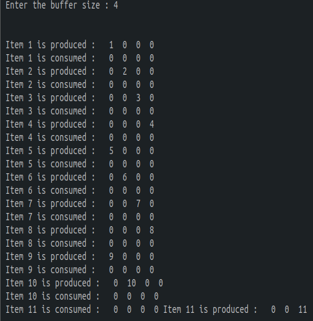 Enter the buffer size : 4
Item 1 is produced :   1  0  0  0
Item 1 is consumed :   0  0  0  0
Item 2 is produced :   0  2  0  0
Item 2 is consumed :   0  0  0  0
Item 3 is produced :   0  0  3  0
Item 3 is consumed :   0  0  0  0
Item 4 is produced :   0  0  0  4
Item 4 is consumed :   0  0  0  0
Item 5 is produced :   5  0  0  0
Item 5 is consumed :   0  0  0  0
Item 6 is produced :   0  6  0  0
Item 6 is consumed :   0  0  0  0
Item 7 is produced :   0  0  7  0
Item 7 is consumed :   0  0  0  0
Item 8 is produced :   0  0  0  8
Item 8 is consumed :   0  0  0  0
Item 9 is produced :   9  0  0  0
Item 9 is consumed :   0  0  0  0
Item 10 is produced :   0  10  0  0
Item 10 is consumed :   0  0  0  0
Item 11 is consumed :   0  0  0  0 Item 11 is produced :   0  0  11